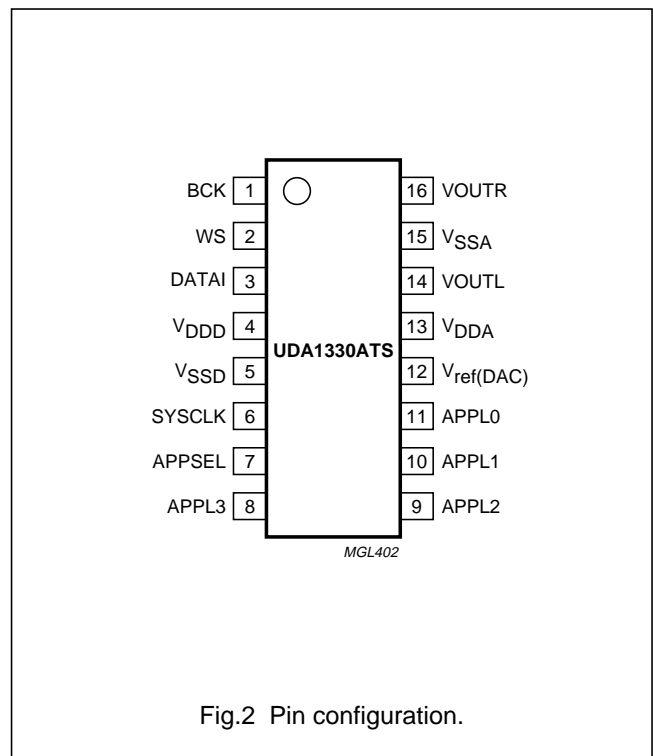 BCK 1 16 VOUTR
WS 2 15 VSSA
DATAI 3 14 VOUTL
VDDD 4 13 VDDA
UDA1330ATS
VSSD 5 12 Vref(DAC)
SYSCLK 6 11 APPL0
APPSEL 7 10 APPL1
APPL3 8 9 APPL2
MGL402
Fig.2 Pin configuration.